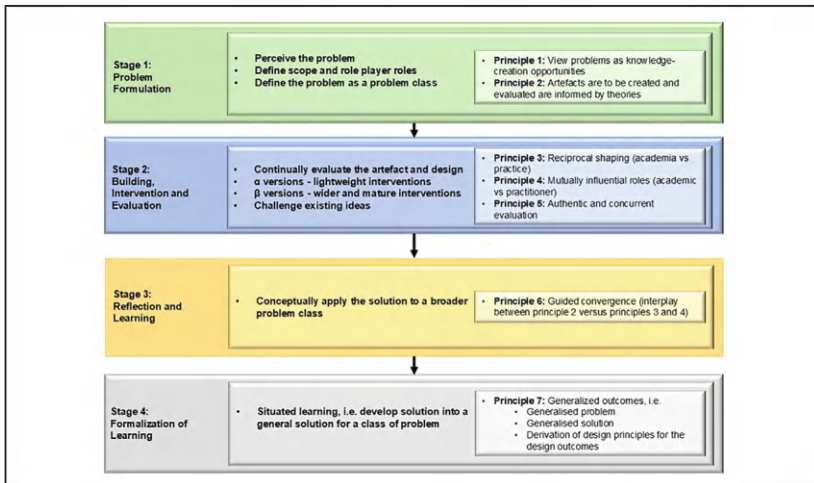 Stage 1:
Problem
Formulation
• Perceive the problem
• Define scope and role player roles
• Define the problem as a problem class
• Principle 1: View problems as knowledge-
creation opportunities
• Principle 2: Artefacts are to be created and
evaluated are informed by theories
Stage 2:
Building,
Intervention and
Evaluation
• Continually evaluate the artefact and design
• α versions - lightweight interventions
• β versions - wider and mature interventions
• Challenge existing ideas
• Principle 3: Reciprocal shaping (academia vs
practice)
• Principle 4: Mutually influential roles (academic
vs practitioner)
• Principle 5: Authentic and concurrent
evaluation
Stage 3:
Reflection and
Learning
• Conceptually apply the solution to a broader
problem class
• Principle 6: Guided convergence (interplay
between principle 2 versus principles 3 and 4)
Stage 4:
Formalization of
Learning
• Situated learning, i.e. develop solution into a
general solution for a class of problem
• Principle 7: Generalized outcomes, i.e.
• Generalised problem
• Generalised solution
• Derivation of design principles for the
design outcomes